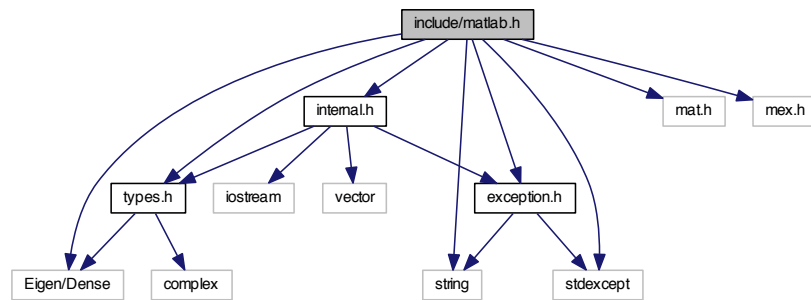 include/matlab.h
internal.h
mat.h
mex.h
types.h
iostream
vector
exception.h
Eigen/Dense
complex
string
stdexcept